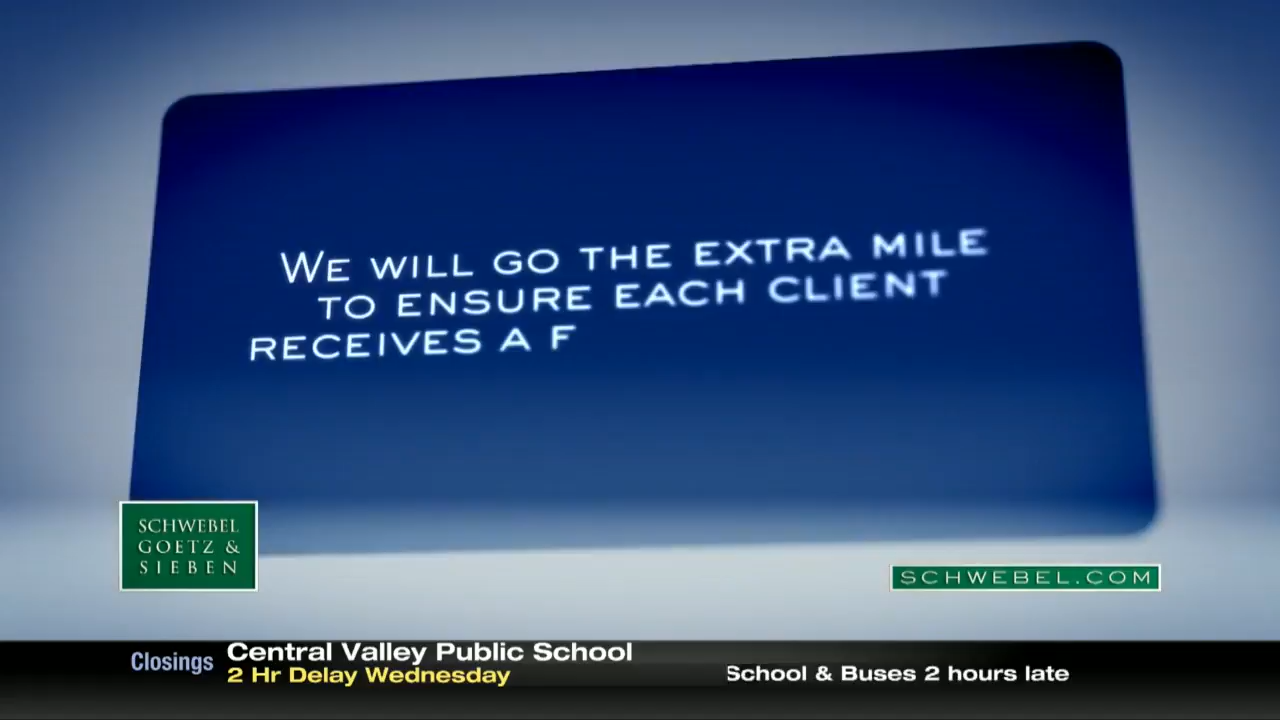 We will go the extra mile
to ensure each client
receives a f
SCHWEBEL
GOETZ &
SIEBEN
SCHWEBEL.COM
Closings
Central Valley Public School
2 Hr Delay Wednesday
School & Buses 2 hours late